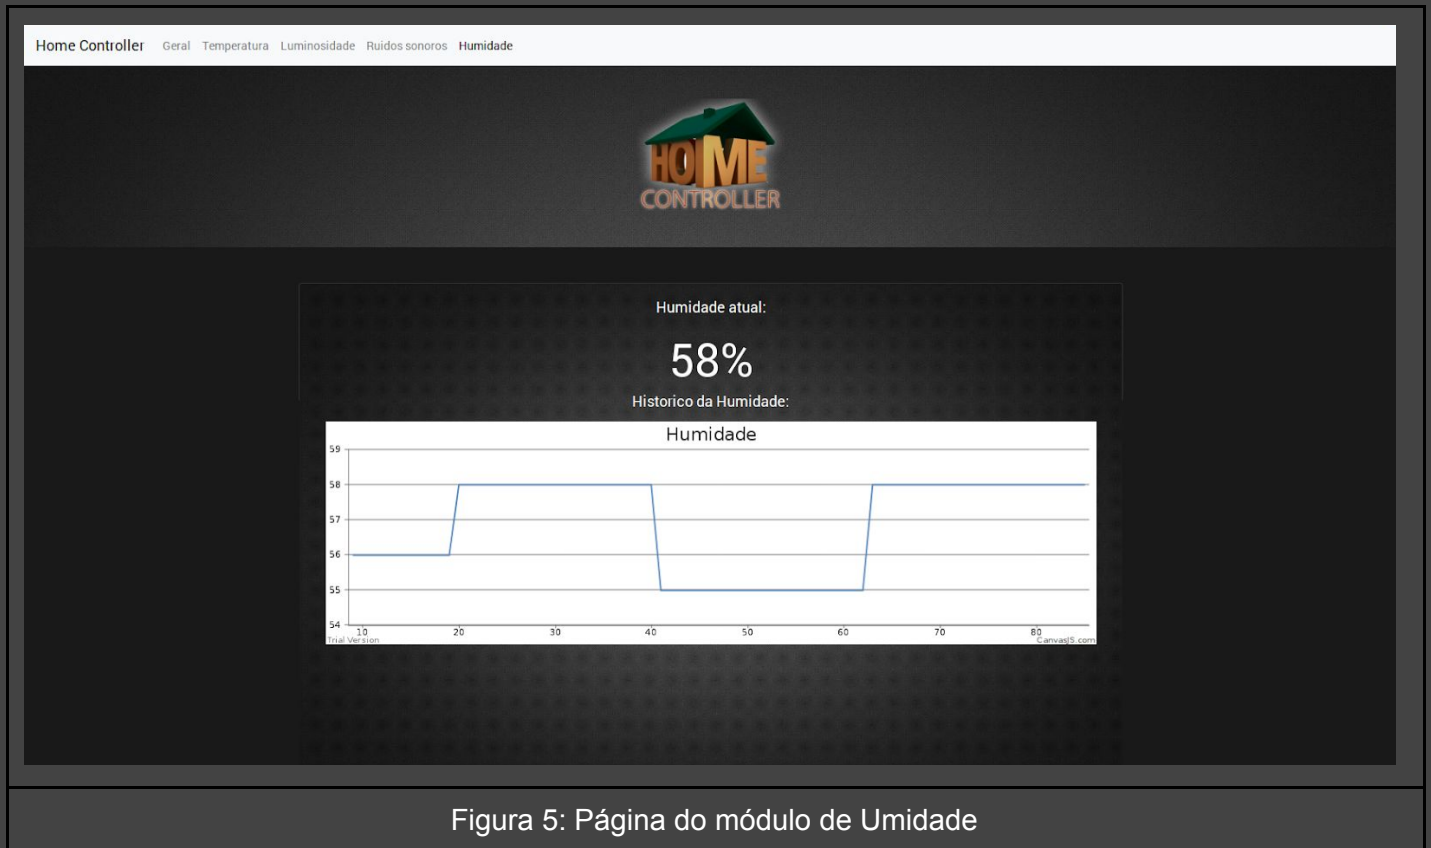 Home Controller Geral Temperatura Luminosidade Ruidos sonoros Humidade
HOME
CONTROLLER
Humidade atual:
58%
Historico da Humidade:
Humidade
59
58
57
56
55
54
10 20 30 40 50 60 70 80
Trial Version CanvasJS.com
Figura 5: Página do módulo de Umidade